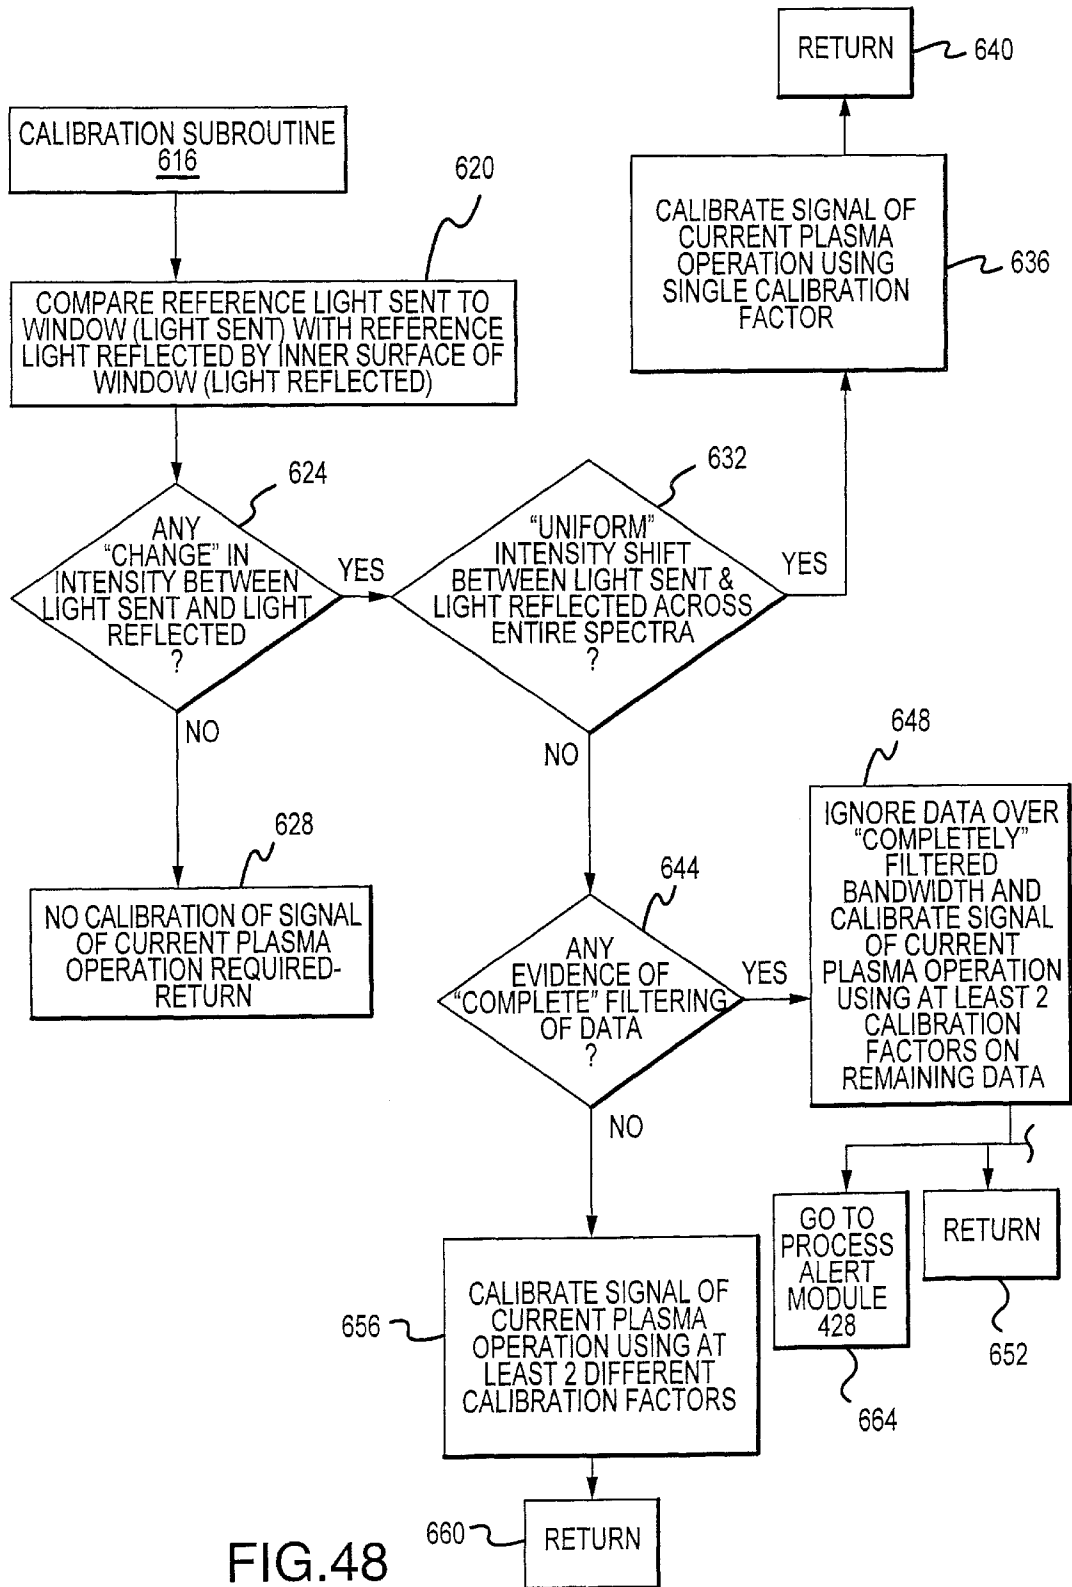 RETURN
640
CALIBRATION SUBROUTINE
616
620
COMPARE REFERENCE LIGHT SENT TO
WINDOW (LIGHT SENT) WITH REFERENCE
LIGHT REFLECTED BY INNER SURFACE OF
WINDOW (LIGHT REFLECTED)
CALIBRATE SIGNAL OF
CURRENT PLASMA
OPERATION USING
SINGLE CALIBRATION
FACTOR
636
624
ANY
"CHANGE" IN
INTENSITY BETWEEN
LIGHT SENT AND LIGHT
REFLECTED
?
YES
632
"UNIFORM"
INTENSITY SHIFT
BETWEEN LIGHT SENT &
LIGHT REFLECTED ACROSS
ENTIRE SPECTRA
?
YES
NO
NO
628
NO CALIBRATION OF SIGNAL
OF CURRENT PLASMA
OPERATION REQUIRED-
RETURN
644
ANY
EVIDENCE OF
"COMPLETE" FILTERING
OF DATA
?
YES
648
IGNORE DATA OVER
"COMPLETELY"
FILTERED
BANDWIDTH AND
CALIBRATE SIGNAL
OF CURRENT
PLASMA OPERATION
USING AT LEAST 2
CALIBRATION
FACTORS ON
REMAINING DATA
NO
GO TO
PROCESS
ALERT
MODULE
428
664
RETURN
652
656
CALIBRATE SIGNAL OF
CURRENT PLASMA
OPERATION USING AT
LEAST 2 DIFFERENT
CALIBRATION FACTORS
660
RETURN
FIG.48